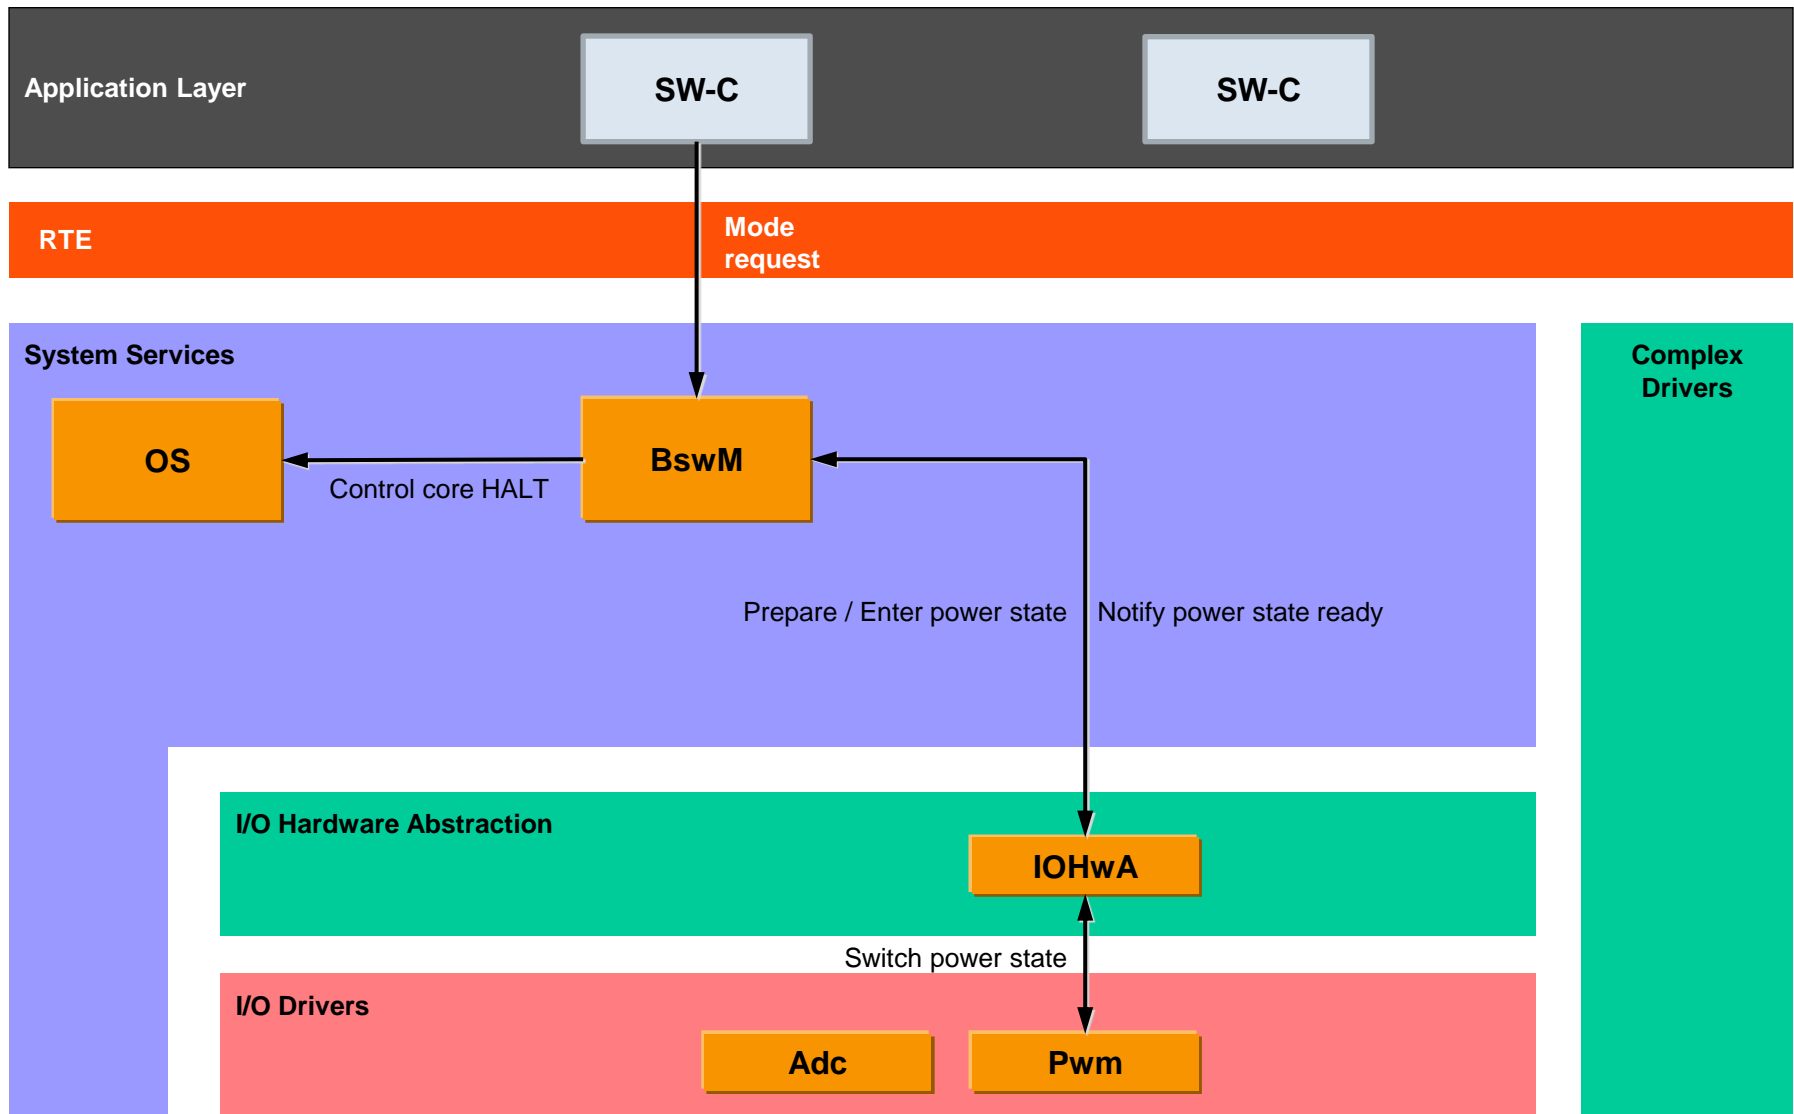 Application Layer
SW-C
SW-C
RTE
Mode
request
System Services
Complex
Drivers
OS
BswM
Control core HALT
Prepare / Enter power state
Notify power state ready
I/O Hardware Abstraction
IOHwA
Switch power state
I/O Drivers
Adc
Pwm